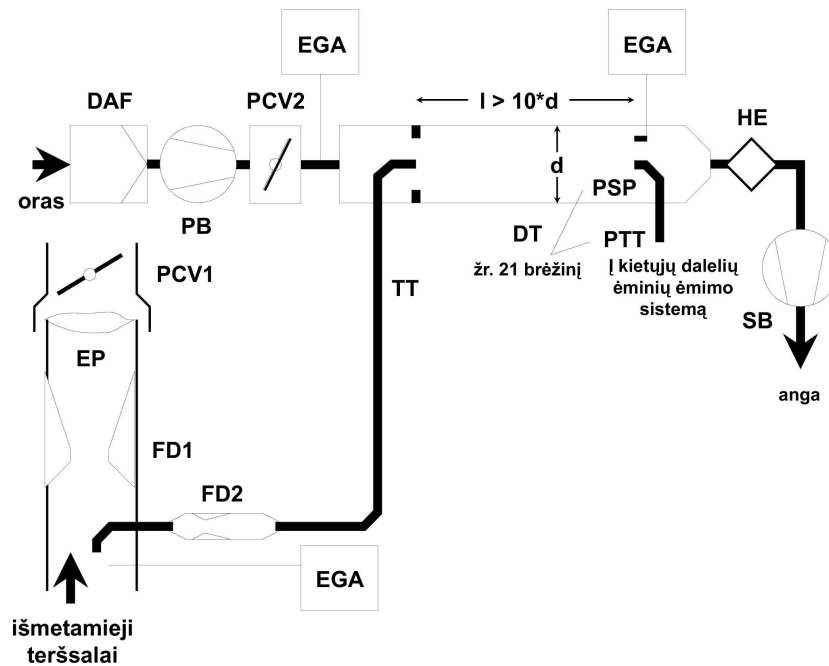 EGA
EGA
l > 10*d
DAF
PCV2
HE
d
oras
PB
PSP
DT
PTT
žr. 21 brėžinį
Į kietųjų dalelių
ėminių ėmimo
sistemą
PCV1
TT
SB
EP
anga
FD1
FD2
EGA
išmetamieji
teršsalai